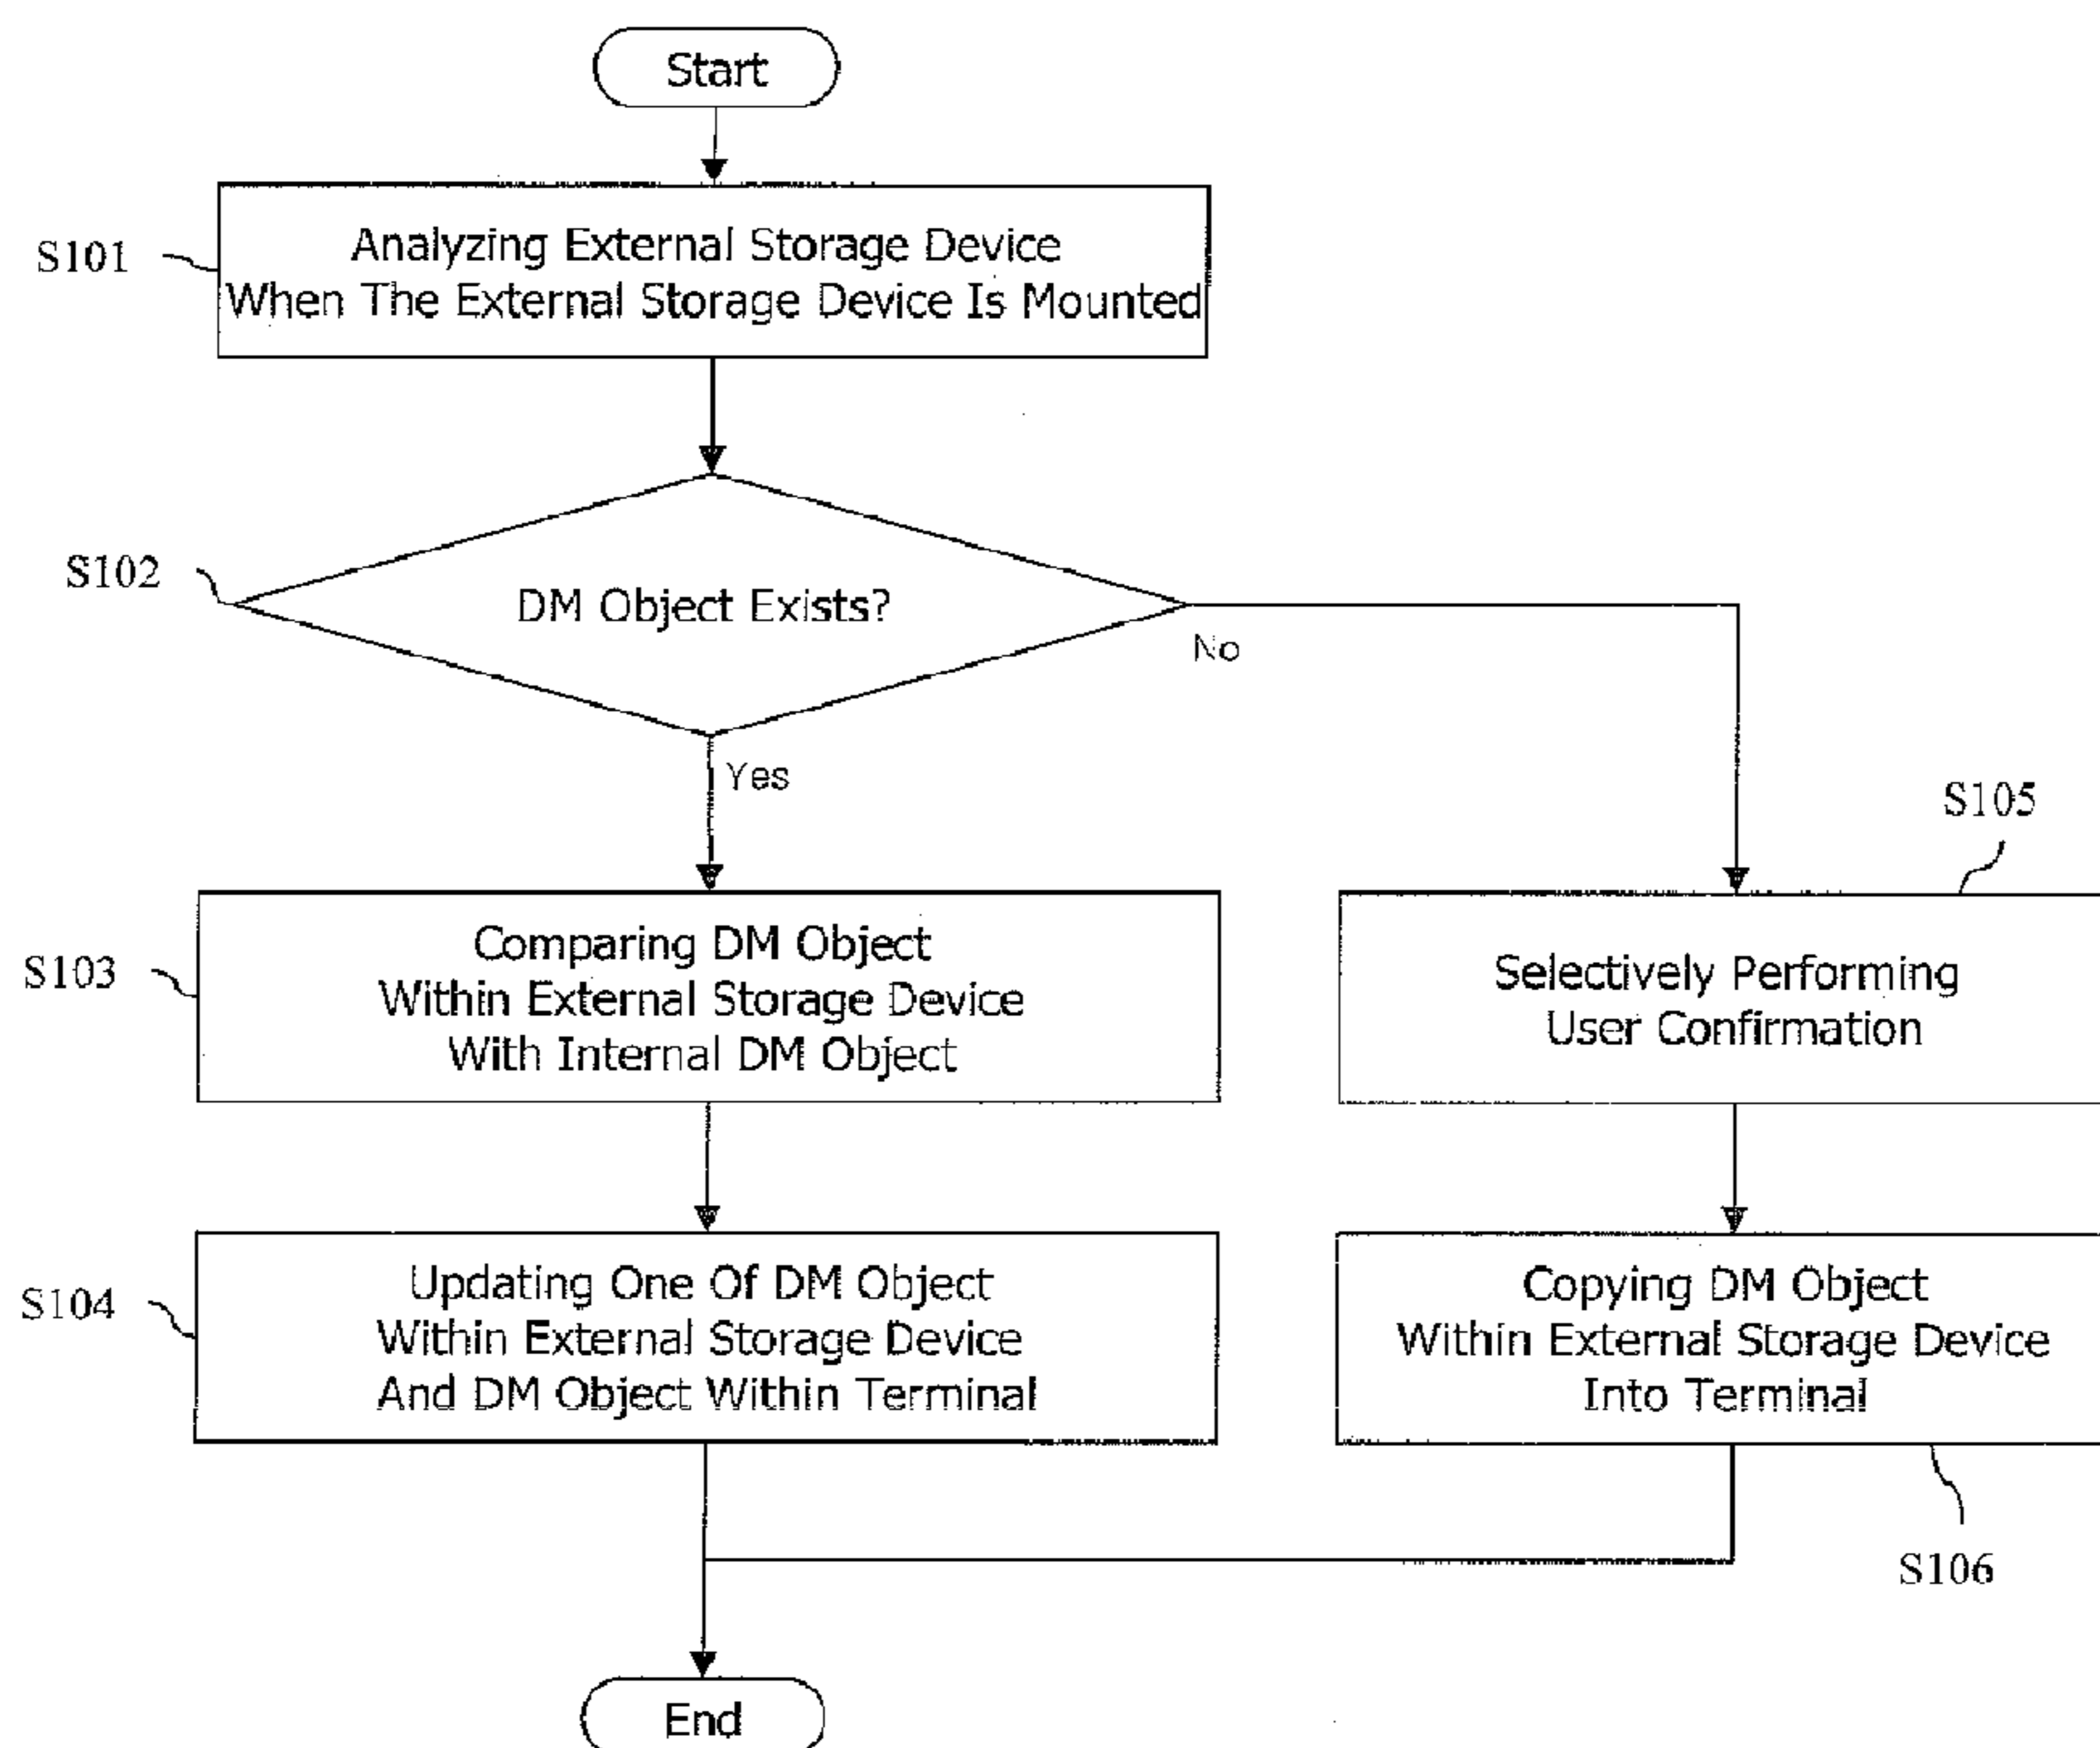 Start
S101
Analyzing External Storage Device
When The External Storage Device Is Mounted
S102
DM Object Exists?
No
Yes
S105
S103
Comparing DM Object
Within External Storage Device
With Internal DM Object
Selectively Performing
User Confirmation
S104
Updating One Of DM Object
Within External Storage Device
And DM Object Within Terminal
Copying DM Object
Within External Storage Device
Into Terminal
S106
End